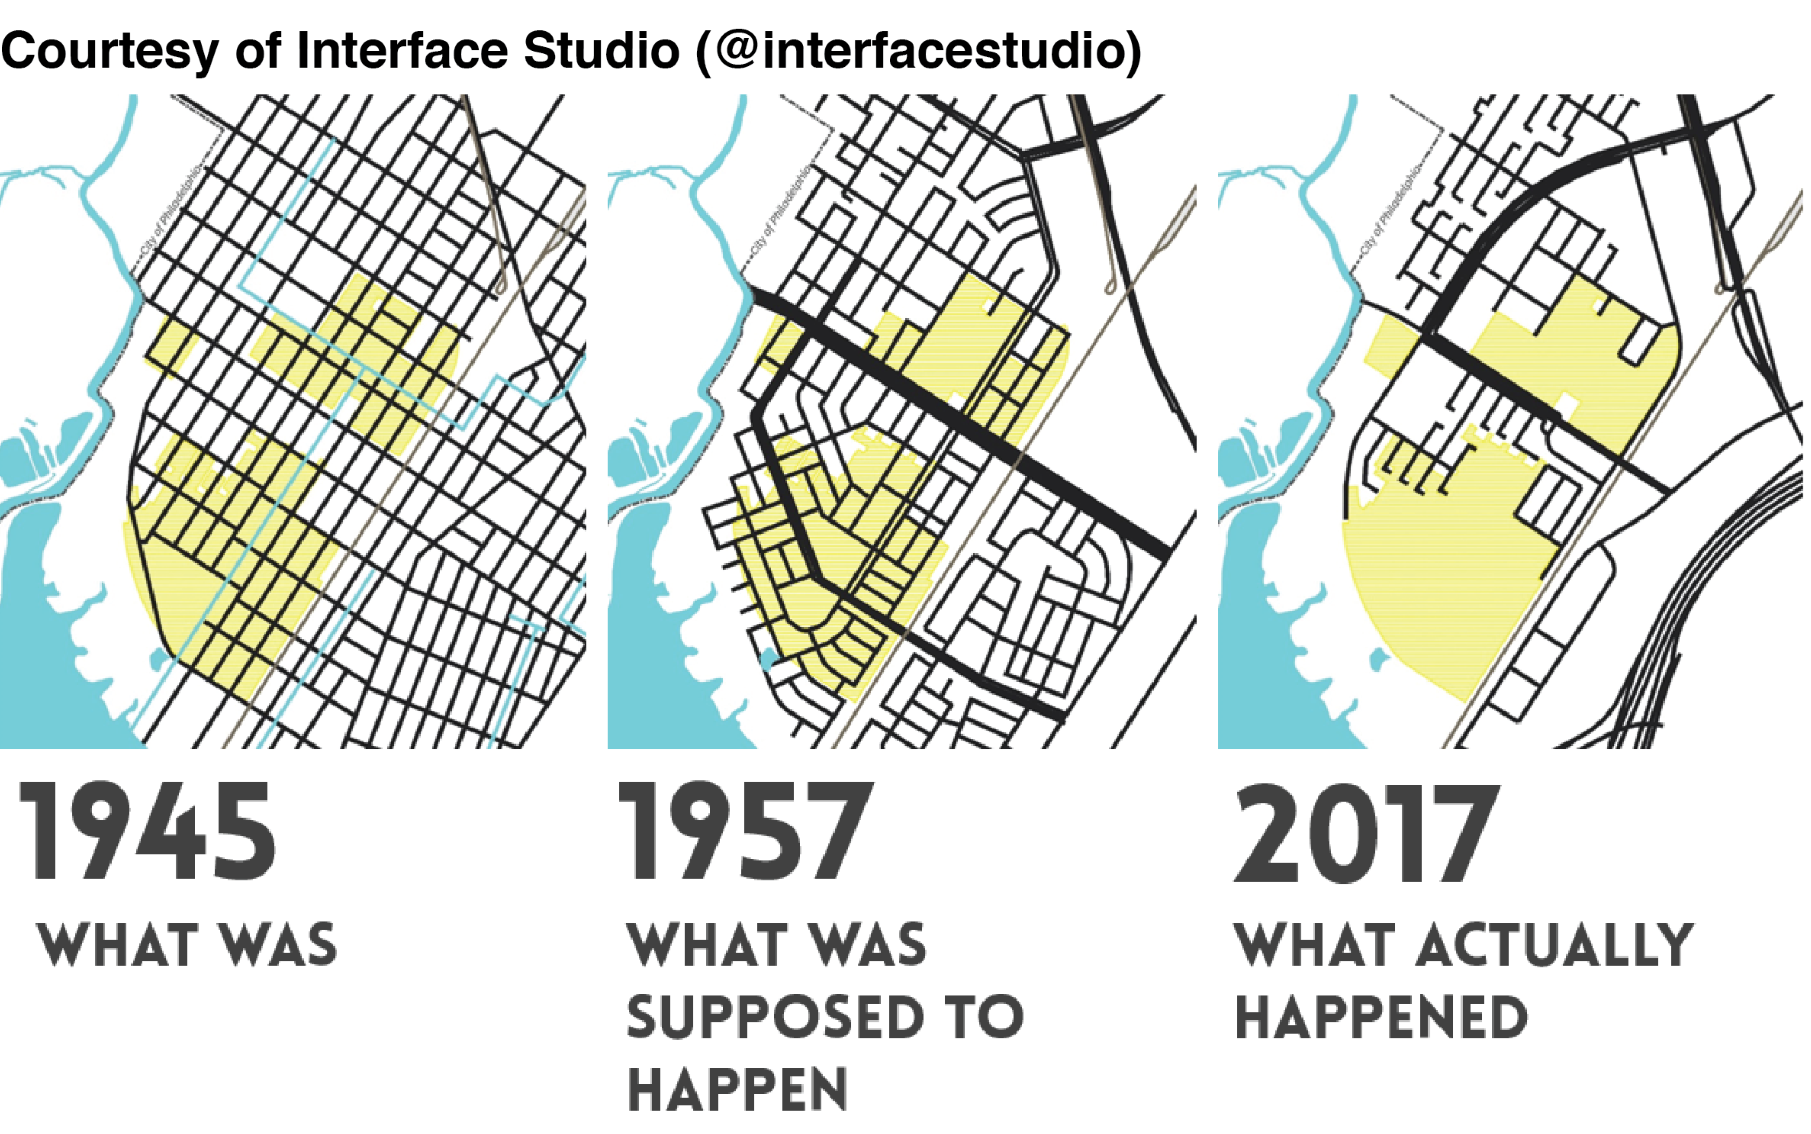 Courtesy of Interface Studio (@interfacestudio)
City of Philadelphia
City of Philadelphia
City of Philadelphia
1945
WHAT WAS
1957
WHAT WAS
SUPPOSED TO
HAPPEN
2017
WHAT ACTUALLY
HAPPENED